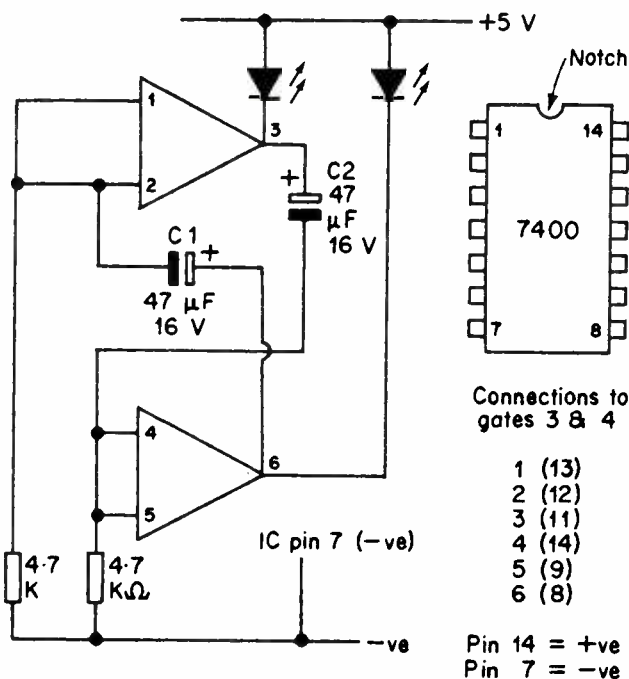 +5 V
Notch
1
3
2
+
C2
47
µF
16 V
C1
+
47 µF
16 V
1 14
7400
7 8
4
6
5
IC pin 7 (−ve)
4·7
K
4·7
KΩ
−ve
Connections to
gates 3 & 4
1 (13)
2 (12)
3 (11)
4 (14)
5 (9)
6 (8)
Pin 14 = +ve
Pin 7 = −ve